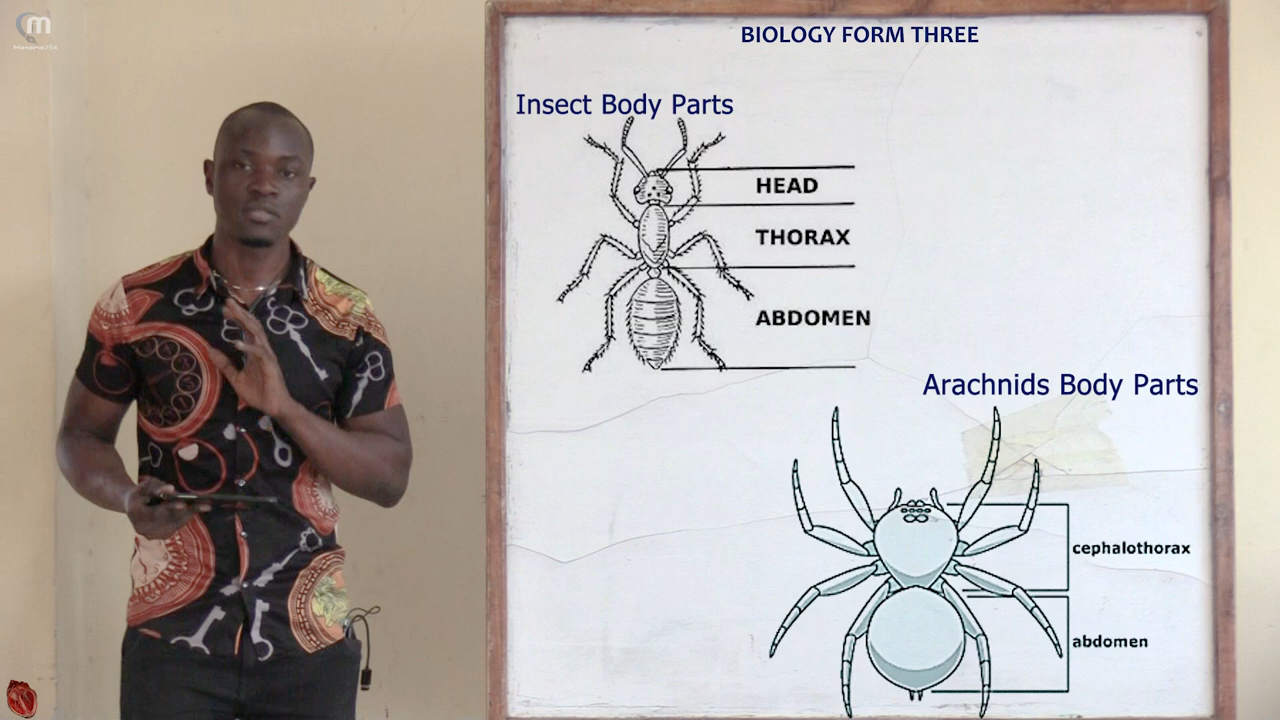 BIOLOGY FORM THREE
Insect Body Parts
HEAD
THORAX
ABDOMEN
Arachnids Body Parts
cephalothorax
abdomen